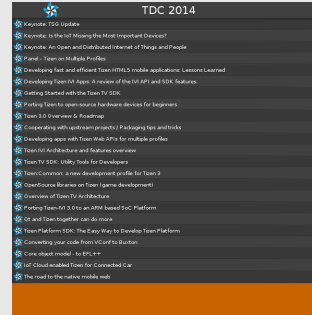 TDC 2014
Keynote: TSG Update
Keynote: Is the IoT Missing the Most Important Devices?
Keynote: An Open and Distributed Internet of Things and People
Panel - Tizen on Multiple Profiles
Developing fast and efficient Tizen HTML5 mobile applications: Lessons Learned
Developing Tizen IVI Apps: A review of the IVI API and SDK features.
Getting Started with the Tizen TV SDK
Porting Tizen to open-source hardware devices for beginners
Tizen 3.0 Overview & Roadmap
Cooperating with upstream projects / Packaging tips and tricks
Developing apps with Tizen Web APIs for multiple profiles
Tizen IVI Architecture and features overview
Tizen TV SDK: Utility Tools for Developers
Tizen:Common: a new development profile for Tizen 3
OpenSource libraries on Tizen (game development)
Overview of Tizen TV Architecture
Porting Tizen-IVI 3.0 to an ARM based SoC Platform
Qt and Tizen together can do more
Tizen Platform SDK: The Easy Way to Develop Tizen Platform
Converting your code from VConf to Buxton
Core object model - to EFL++
IoT Cloud enabled Tizen for Connected Car
The road to the native mobile web